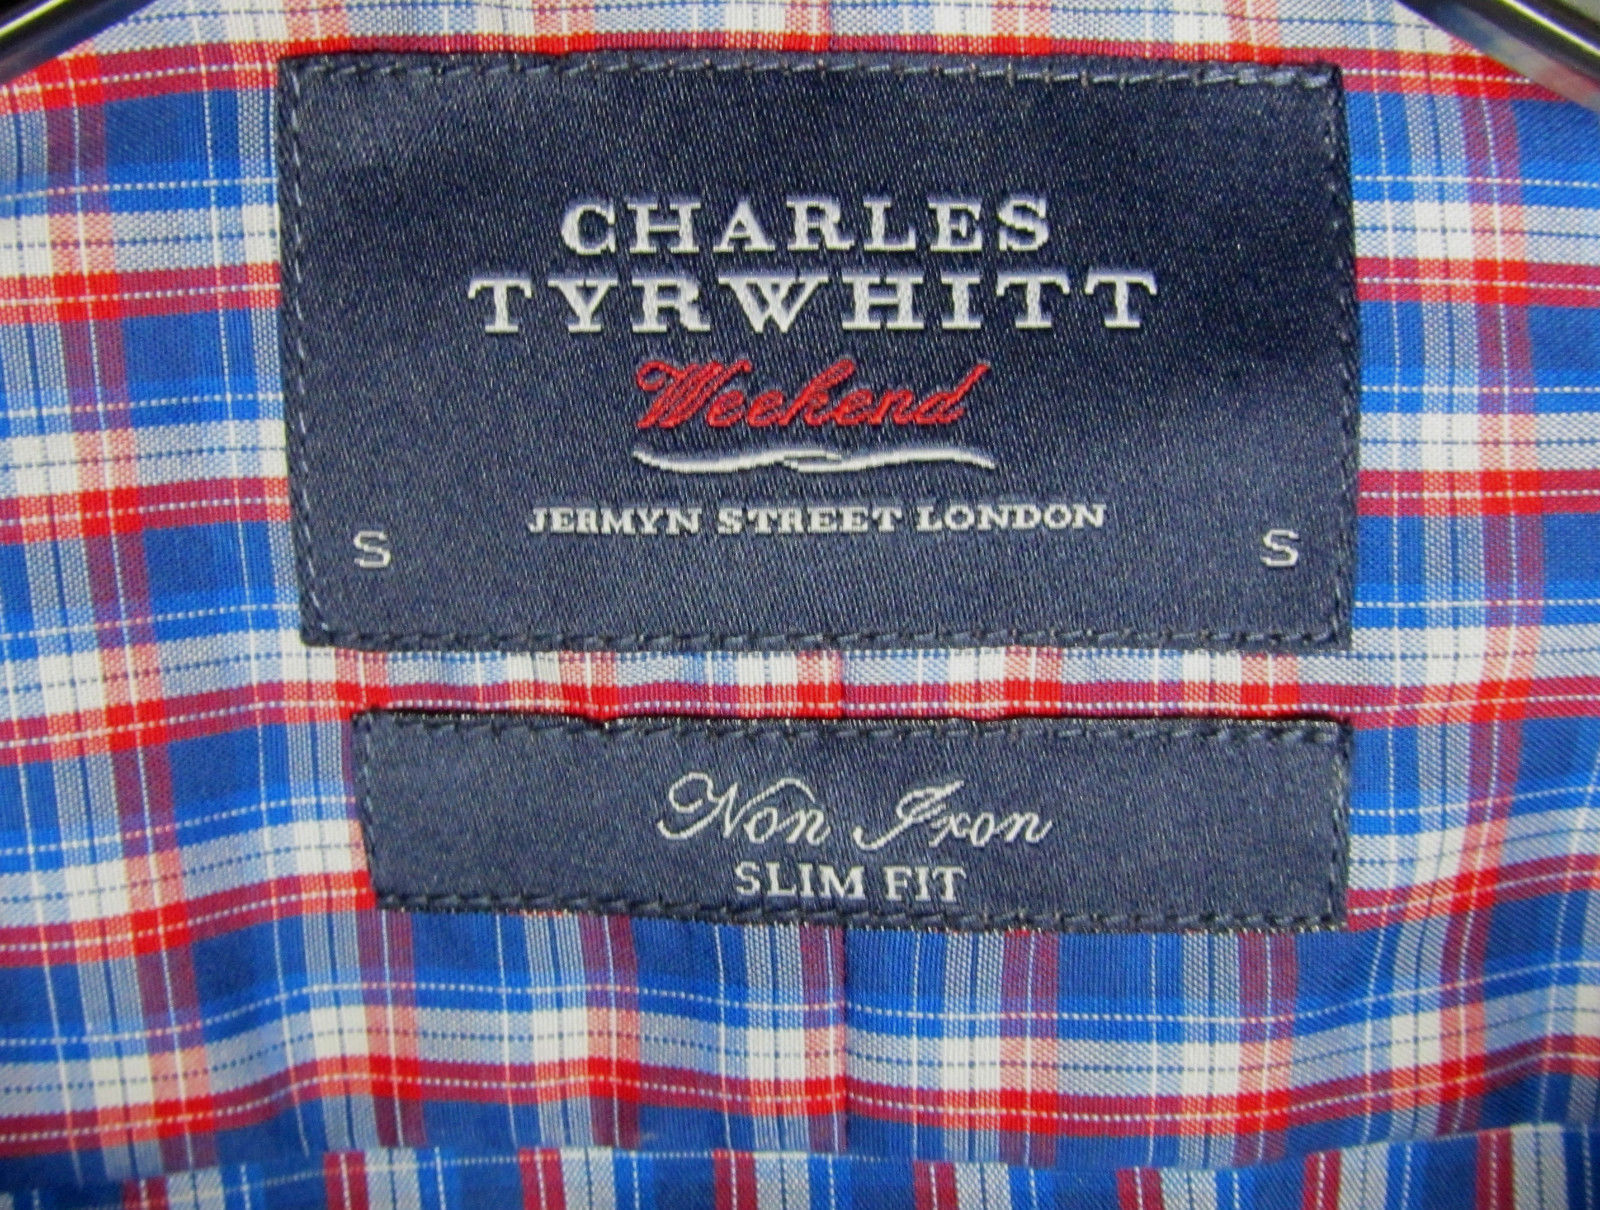 CHARLES
TYRWHITT
Weekend
JERMYN STREET LONDON
S S
Non Iron
SLIM FIT